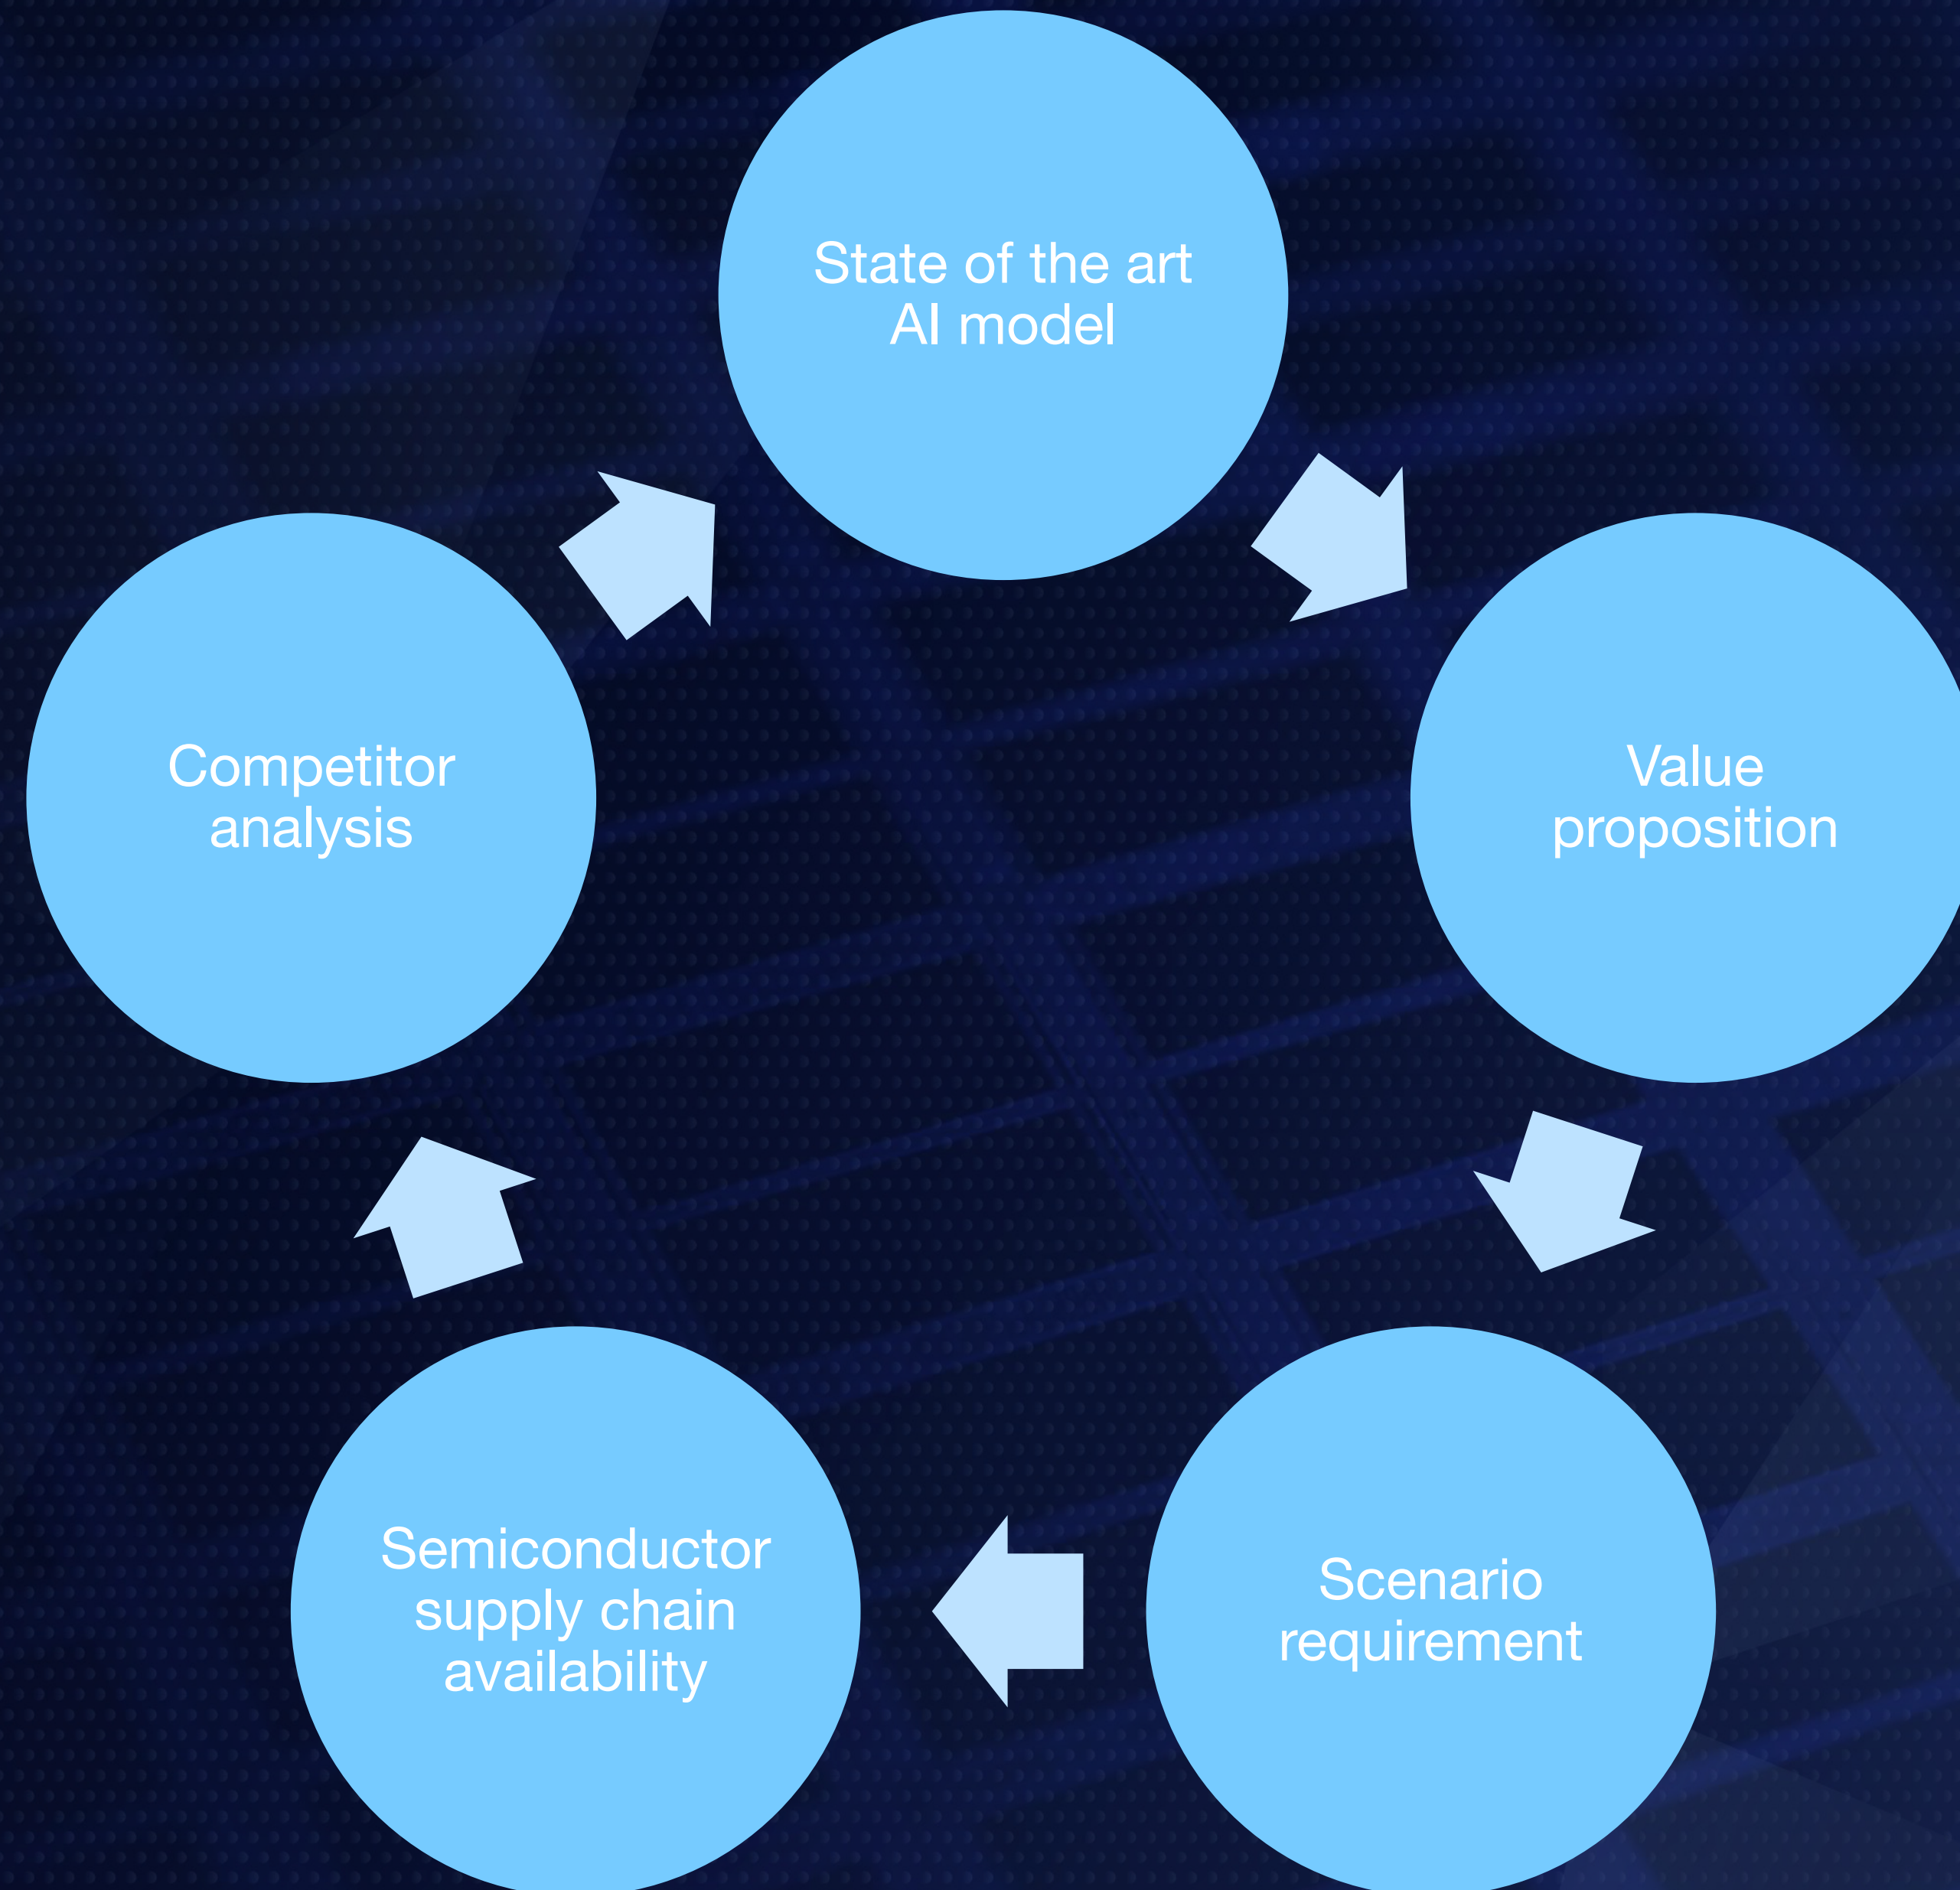 State of the art
AI model
Value
proposition
Scenario
requirement
Semiconductor
supply chain
availability
Competitor
analysis